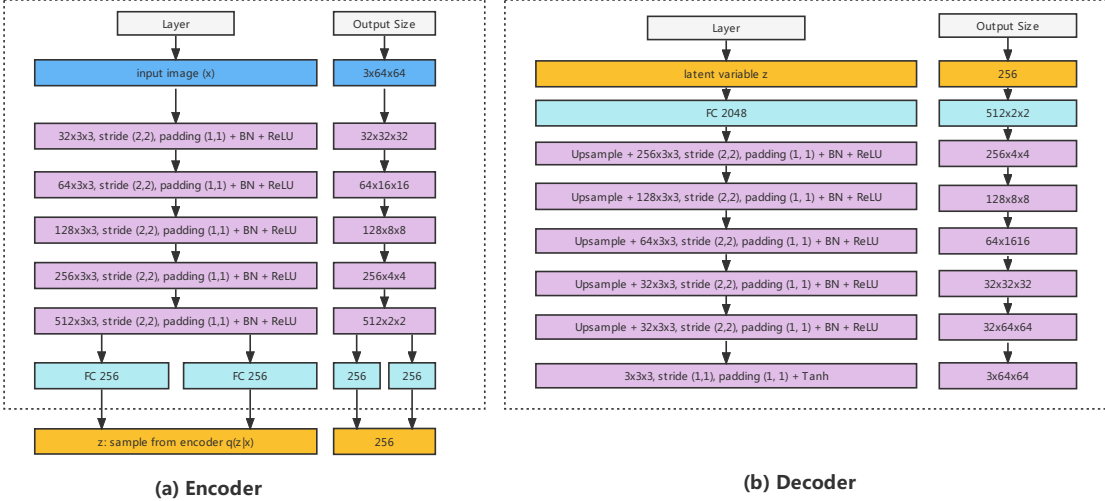 Layer
Output Size
input image (x)
3x64x64
32x3x3, stride (2,2), padding (1,1) + BN + ReLU
32x32x32
64x3x3, stride (2,2), padding (1,1) + BN + ReLU
64x16x16
128x3x3, stride (2,2), padding (1,1) + BN + ReLU
128x8x8
256x3x3, stride (2,2), padding (1,1) + BN + ReLU
256x4x4
512x3x3, stride (2,2), padding (1,1) + BN + ReLU
512x2x2
FC 256
FC 256
256
256
z: sample from encoder q(z|x)
256
(a) Encoder
Layer
Output Size
latent variable z
256
FC 2048
512x2x2
Upsample + 256x3x3, stride (2,2), padding (1, 1) + BN + ReLU
256x4x4
Upsample + 128x3x3, stride (2,2), padding (1, 1) + BN + ReLU
128x8x8
Upsample + 64x3x3, stride (2,2), padding (1, 1) + BN + ReLU
64x1616
Upsample + 32x3x3, stride (2,2), padding (1, 1) + BN + ReLU
32x32x32
Upsample + 32x3x3, stride (2,2), padding (1, 1) + BN + ReLU
32x64x64
3x3x3, stride (1,1), padding (1, 1) + Tanh
3x64x64
(b) Decoder